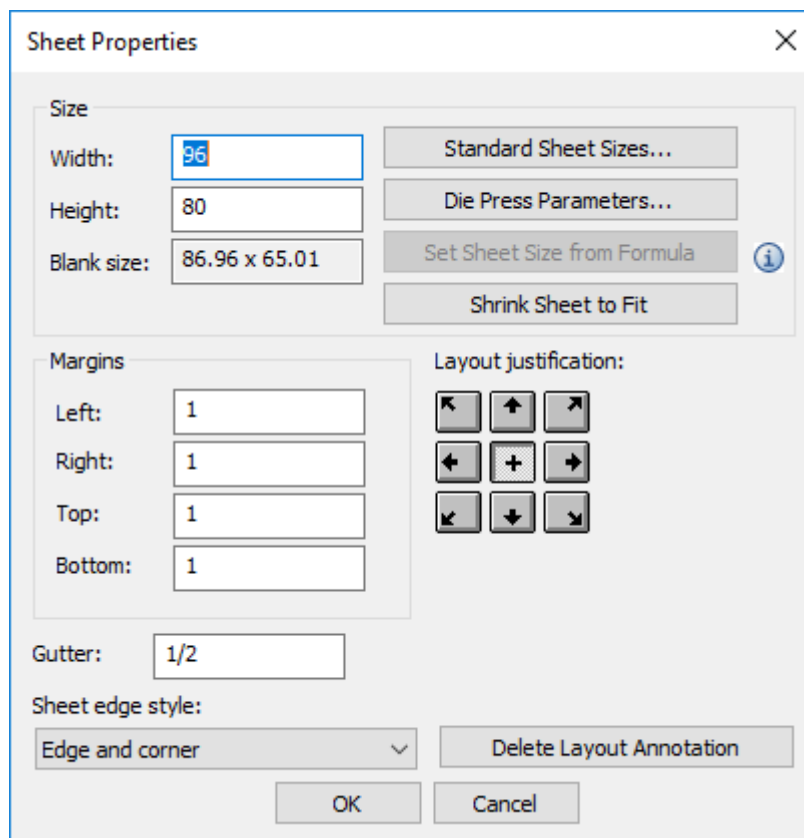 Sheet Properties
Size
Width: 96 Standard Sheet Sizes...
Height: 80 Die Press Parameters...
Blank size: 86.96 x 65.01 Set Sheet Size from Formula
Shrink Sheet to Fit
Margins
Left: 1
Right: 1
Top: 1
Bottom: 1
Layout justification:
Gutter: 1/2
Sheet edge style:
Edge and corner Delete Layout Annotation
OK Cancel